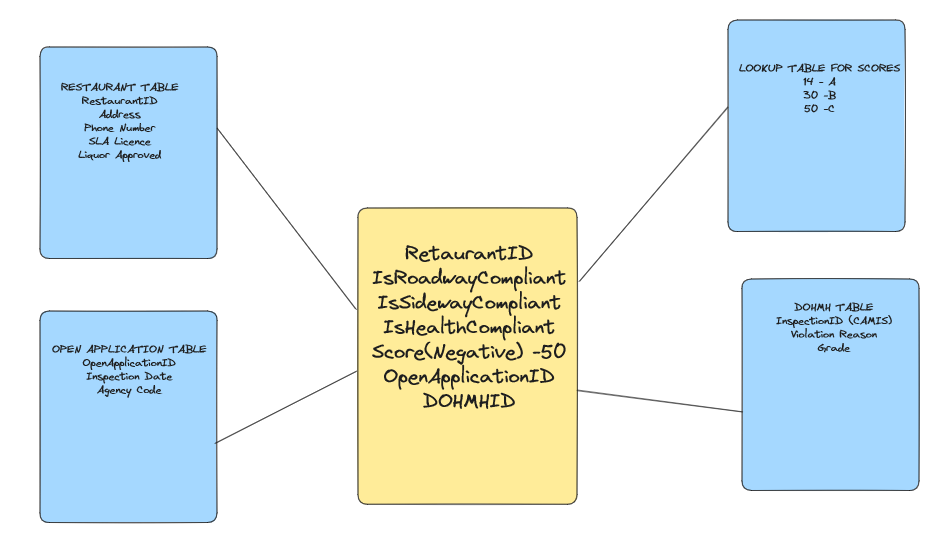 RESTAURANT TABLE
RestaurantID
Address
Phone Number
SLA Licence
Liquor Approved
OPEN APPLICATION TABLE
OpenApplicationID
Inspection Date
Agency Code
RetaurantID
IsRoadwayCompliant
IsSidewayCompliant
IsHealthCompliant
Score(Negative) -50
OpenApplicationID
DOHMHID
LOOKUP TABLE FOR SCORES
14 - A
30 -B
50 -C
DOHMH TABLE
InspectionID (CAMIS)
Violation Reason
Grade